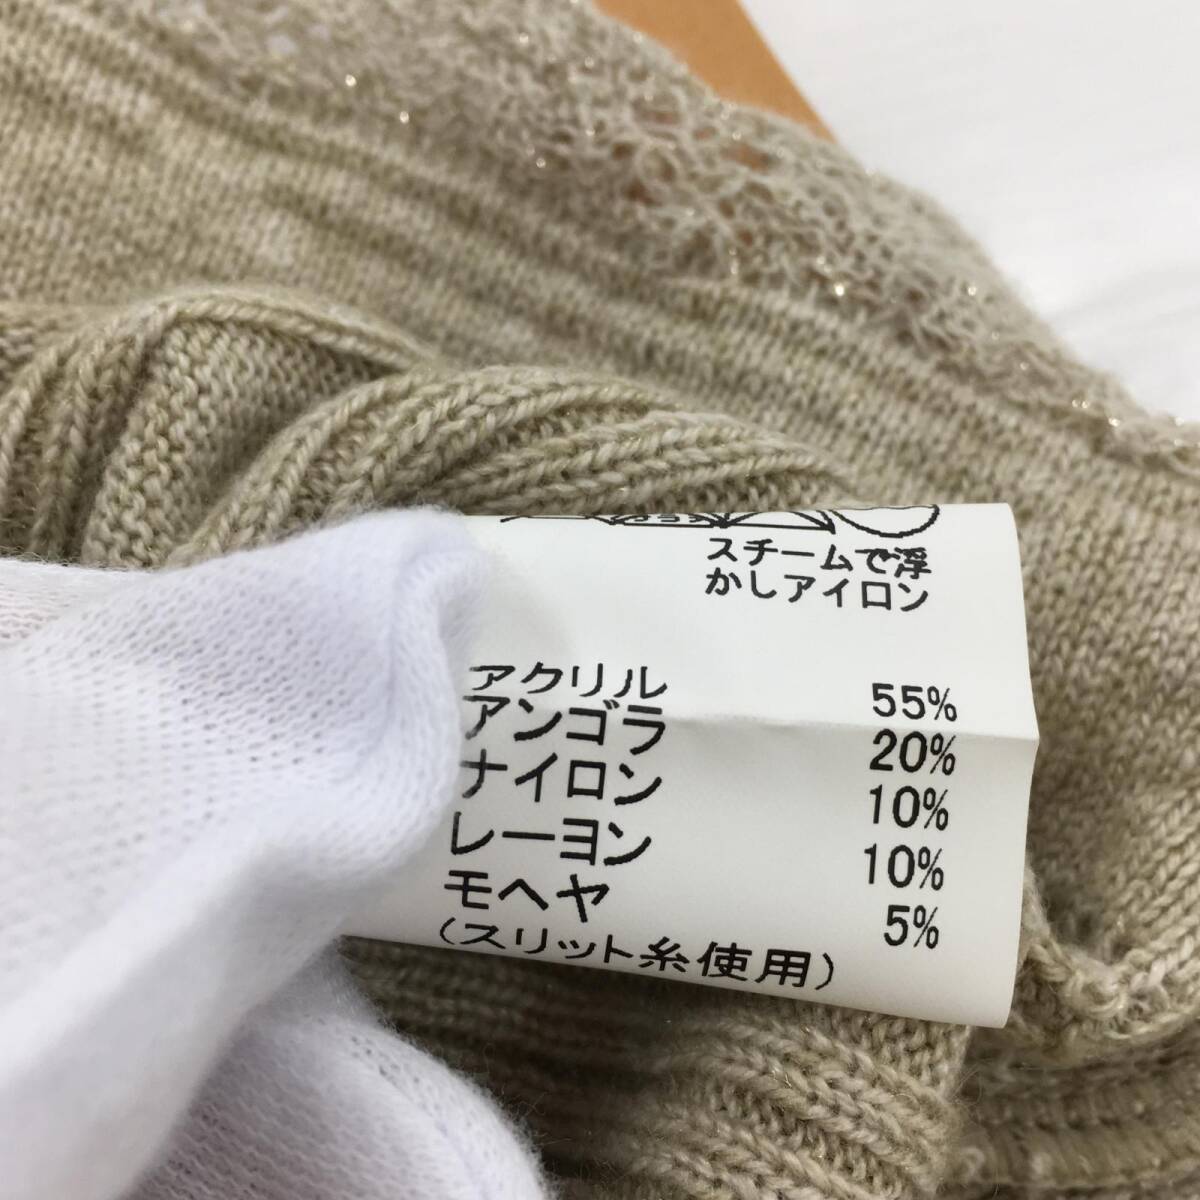 スチームで浮
かしアイロン
アクリル 55%
アンゴラ 20%
ナイロン 10%
レーヨン 10%
モヘヤ 5%
(スリット糸使用)